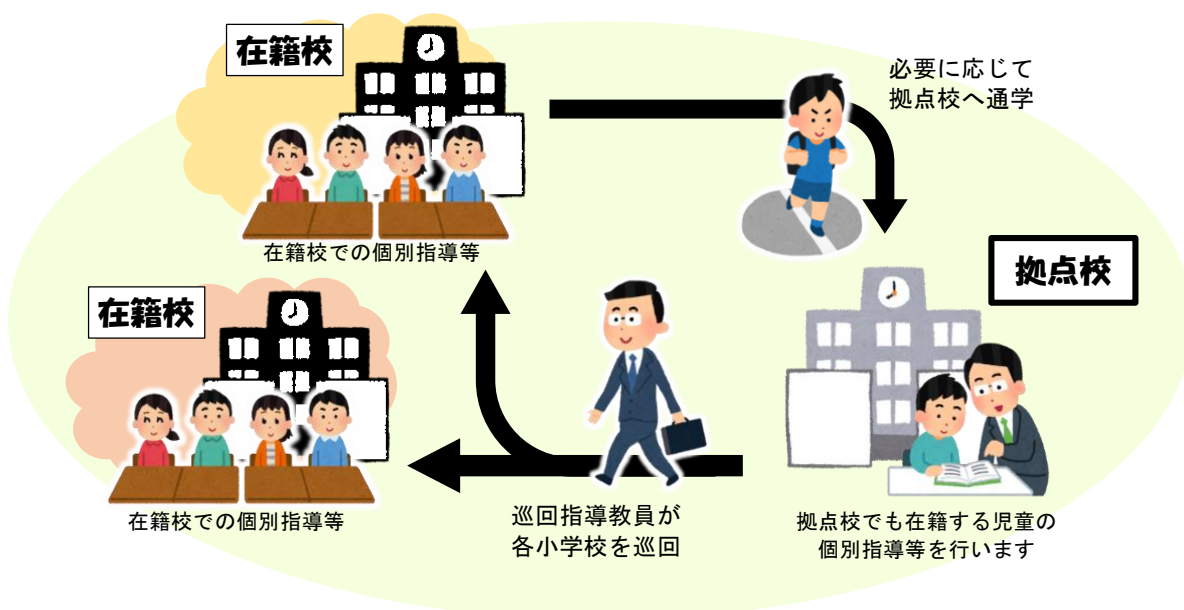 在籍校
必要に応じて
拠点校へ通学
在籍校での個別指導等
拠点校
在籍校
在籍校での個別指導等
巡回指導教員が
各小学校を巡回
拠点校でも在籍する児童の
個別指導等を行います